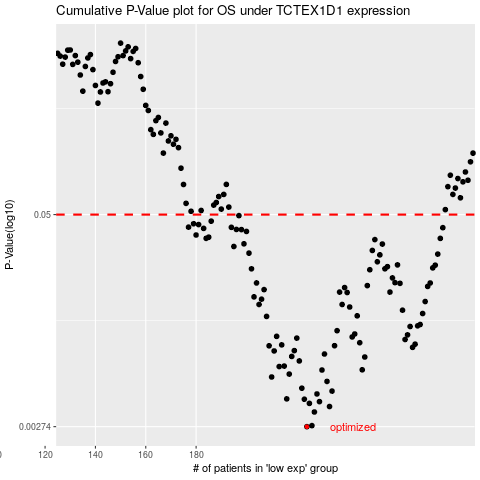 Cumulative P-Value plot for OS under TCTEX1D1 expression
P-Value(log10)
0.05
0.00274
optimized
0 120 140 160 180
# of patients in 'low exp' group